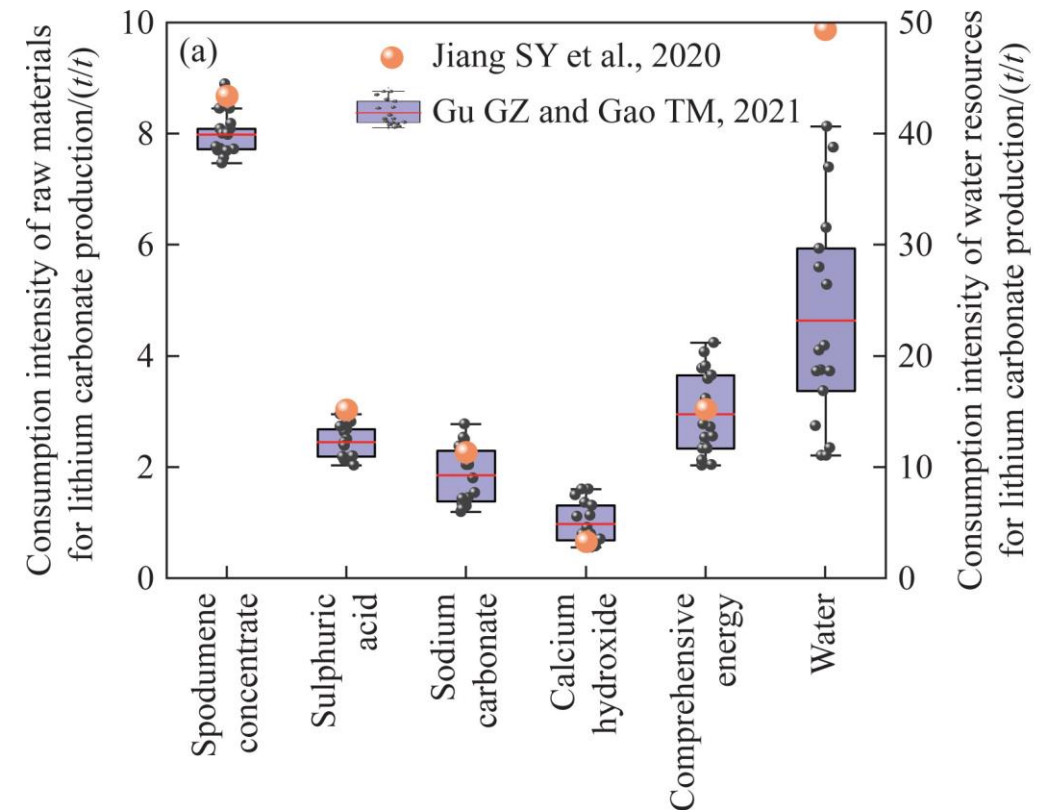 Consumption intensity of raw materials
for lithium carbonate production/(t/t)
10
8
6
4
2
0
(a)
Jiang SY et al., 2020
Gu GZ and Gao TM, 2021
50
40
30
20
10
0
Consumption intensity of water resources
for lithium carbonate production/(t/t)
Spodumene
concentrate
Sulphuric
acid
Sodium
carbonate
Calcium
hydroxide
Comprehensive
energy
Water